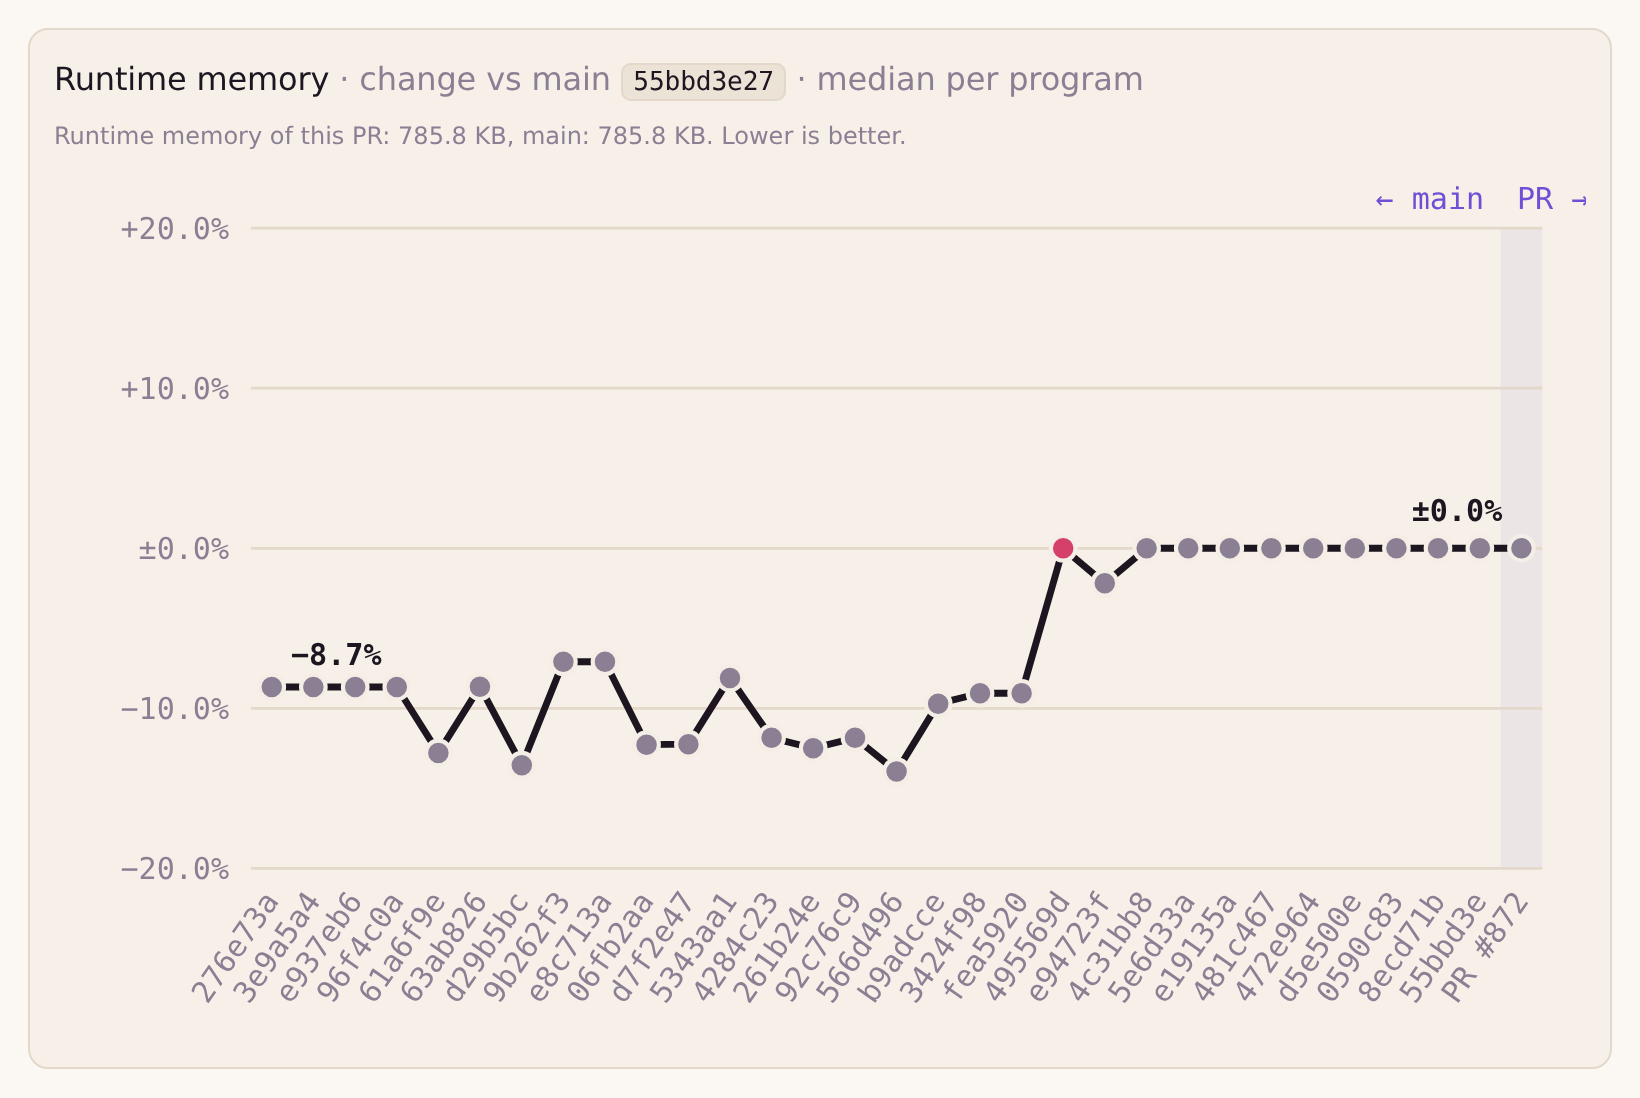 Runtime memory · change vs main 55bbd3e27 · median per program
Runtime memory of this PR: 785.8 KB, main: 785.8 KB. Lower is better.
← main PR →
+20.0%
+10.0%
±0.0%
±0.0%
−8.7%
−10.0%
−20.0%
276e73a
3e9a5a4
e937eb6
96f4c0a
61a6f9e
63ab826
d29b5bc
9b262f3
e8c713a
06fb2aa
d7f2e47
5343aa1
4284c23
261b24e
92c76c9
566d496
b9adcce
3424f98
fea5920
495569d
e94723f
4c31bb8
5e6d33a
e19135a
481c467
472e964
d5e500e
0590c83
8ecd71b
55bbd3e
PR #872